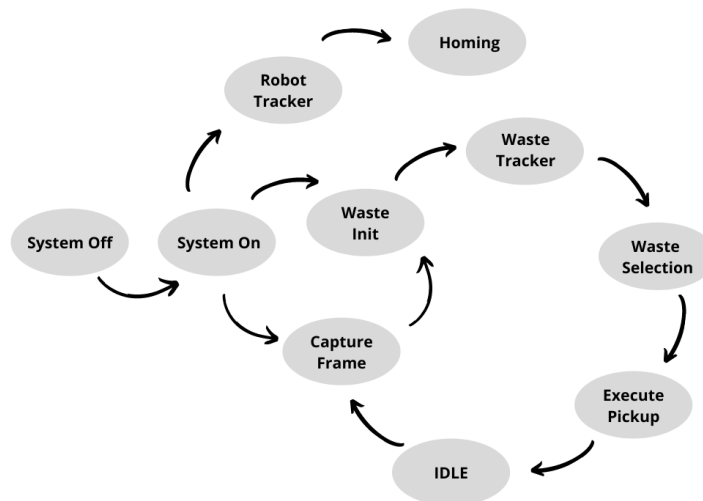 Homing
Robot
Tracker
Waste
Tracker
Waste
Init
System Off
System On
Waste
Selection
Capture
Frame
Execute
Pickup
IDLE